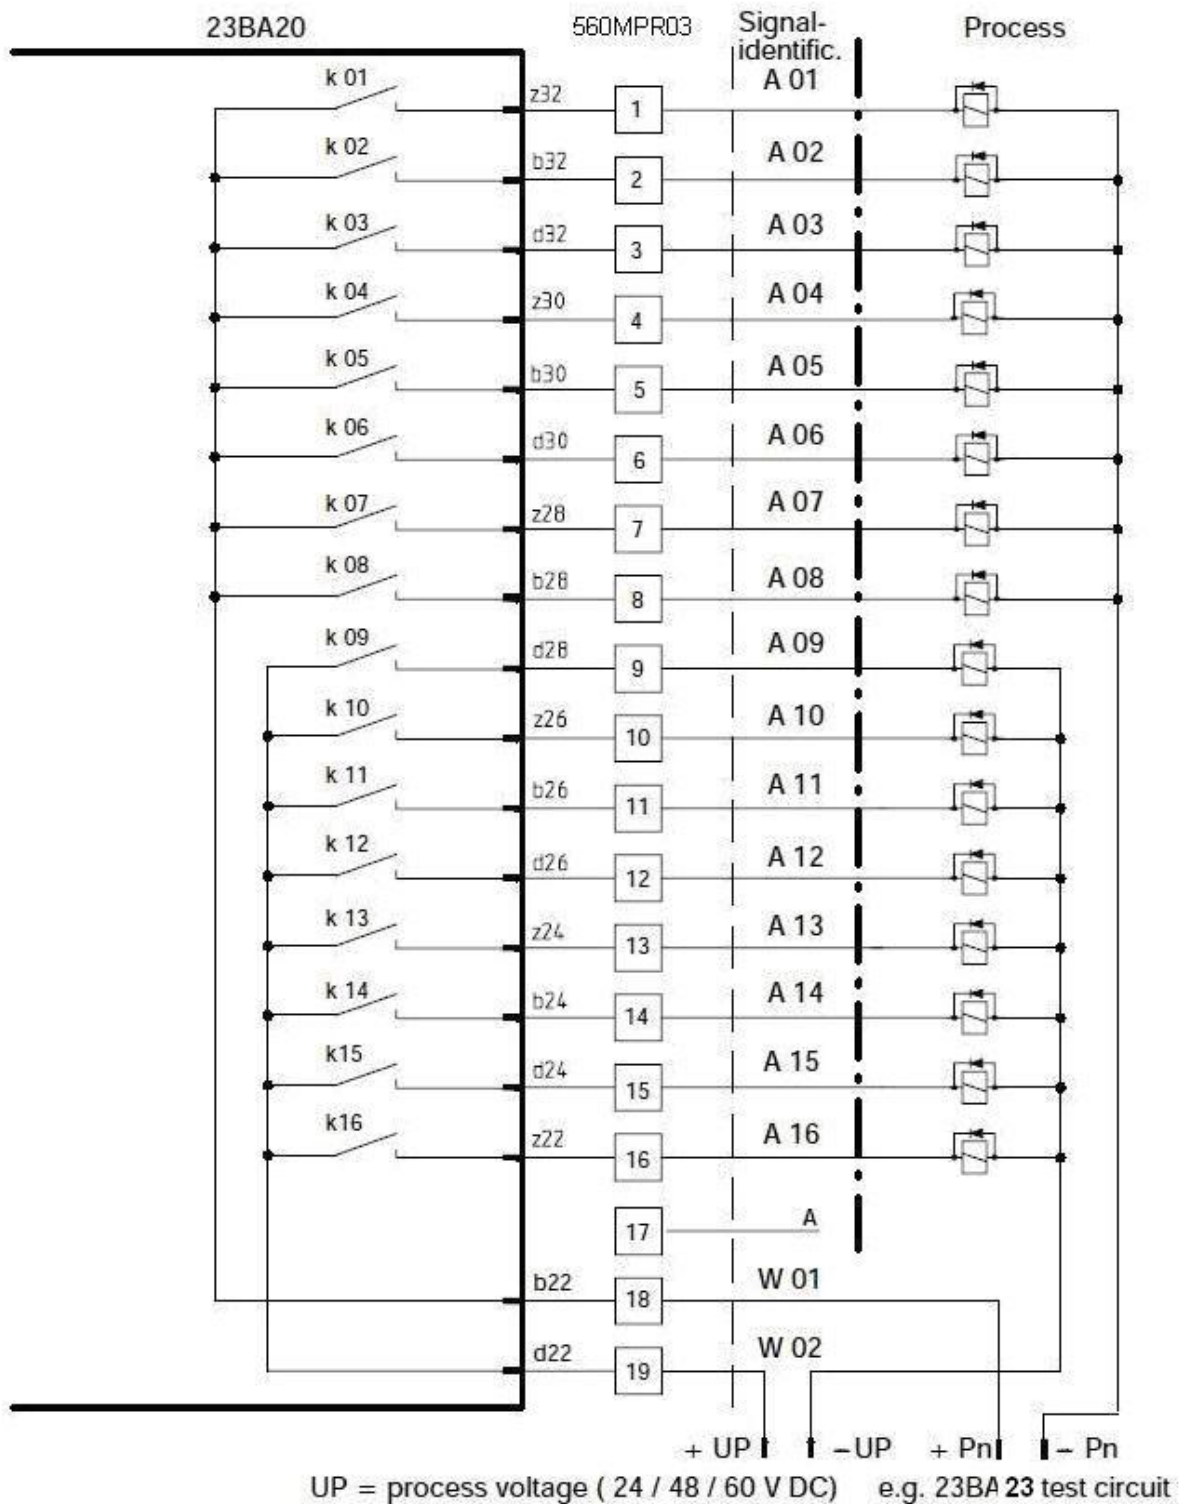 23BA20 560MPR03 Signal- Process
identific.
k 01 z32 1 A 01
k 02 b32 2 A 02
k 03 d32 3 A 03
k 04 z30 4 A 04
k 05 b30 5 A 05
k 06 d30 6 A 06
k 07 z28 7 A 07
k 08 b28 8 A 08
k 09 d28 9 A 09
k 10 z26 10 A 10
k 11 b26 11 A 11
k 12 d26 12 A 12
k 13 z24 13 A 13
k 14 b24 14 A 14
k15 d24 15 A 15
k16 z22 16 A 16
17 A
b22 18 W 01
d22 19 W 02
+ UP –UP + Pn – Pn
UP = process voltage ( 24 / 48 / 60 V DC) e.g. 23BA 23 test circuit